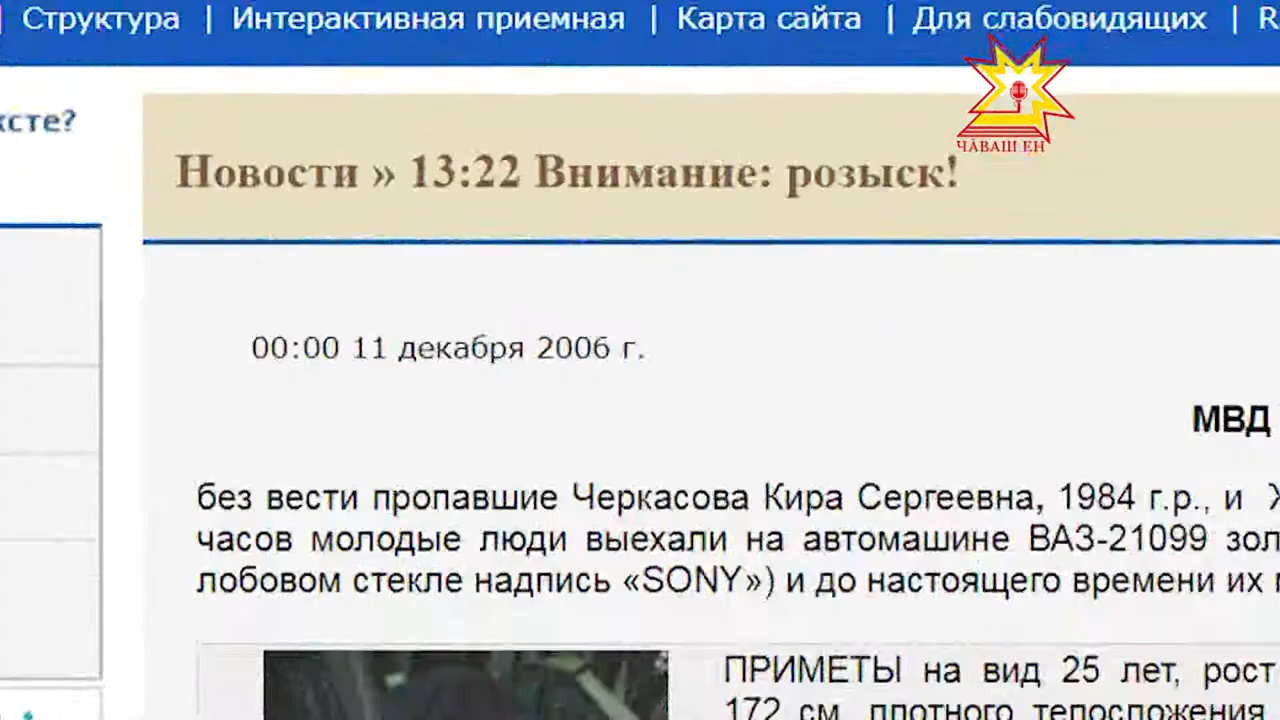 Структура | Интерактивная приемная | Карта сайта | Для слабовидящих |
ЧӐВАШ ЕН
Новости » 13:22 Внимание: розыск!
00:00 11 декабря 2006 г.
МВД
без вести пропавшие Черкасова Кира Сергеевна, 1984 г.р., и
часов молодые люди выехали на автомашине ВАЗ-21099
лобовом стекле надпись «SONY») и до настоящего времени их
ПРИМЕТЫ на вид 25 лет, рост
172 см, плотного телосложения